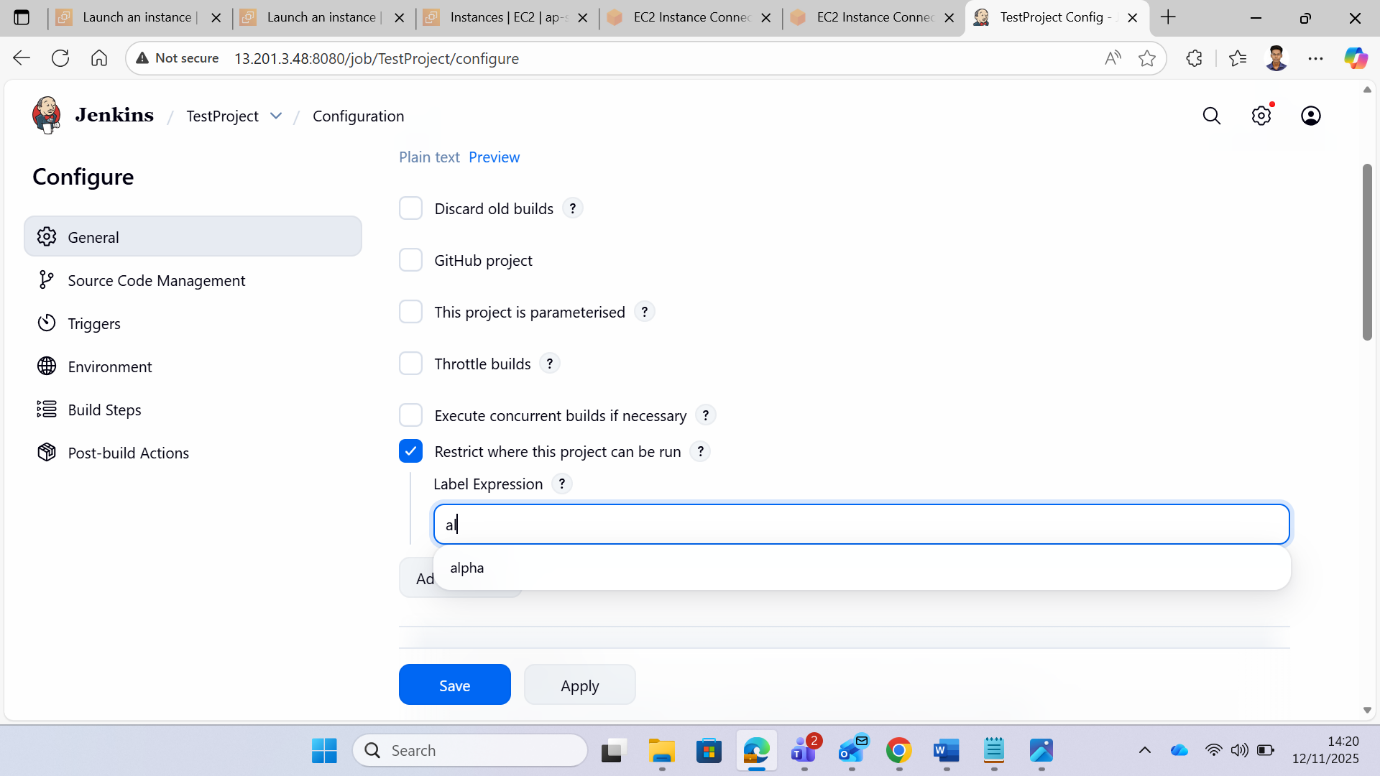 Launch an instance |
Launch an instance |
Instances | EC2 | ap-s
EC2 Instance Connec
EC2 Instance Connec
TestProject Config -
Not secure
13.201.3.48:8080/job/TestProject/configure
Jenkins / TestProject / Configuration
Configure
General
Source Code Management
Triggers
Environment
Build Steps
Post-build Actions
Plain text Preview
Discard old builds ?
GitHub project
This project is parameterised ?
Throttle builds ?
Execute concurrent builds if necessary ?
Restrict where this project can be run ?
Label Expression ?
al
alpha
Ad
Save
Apply
Search
2
14:20
12/11/2025